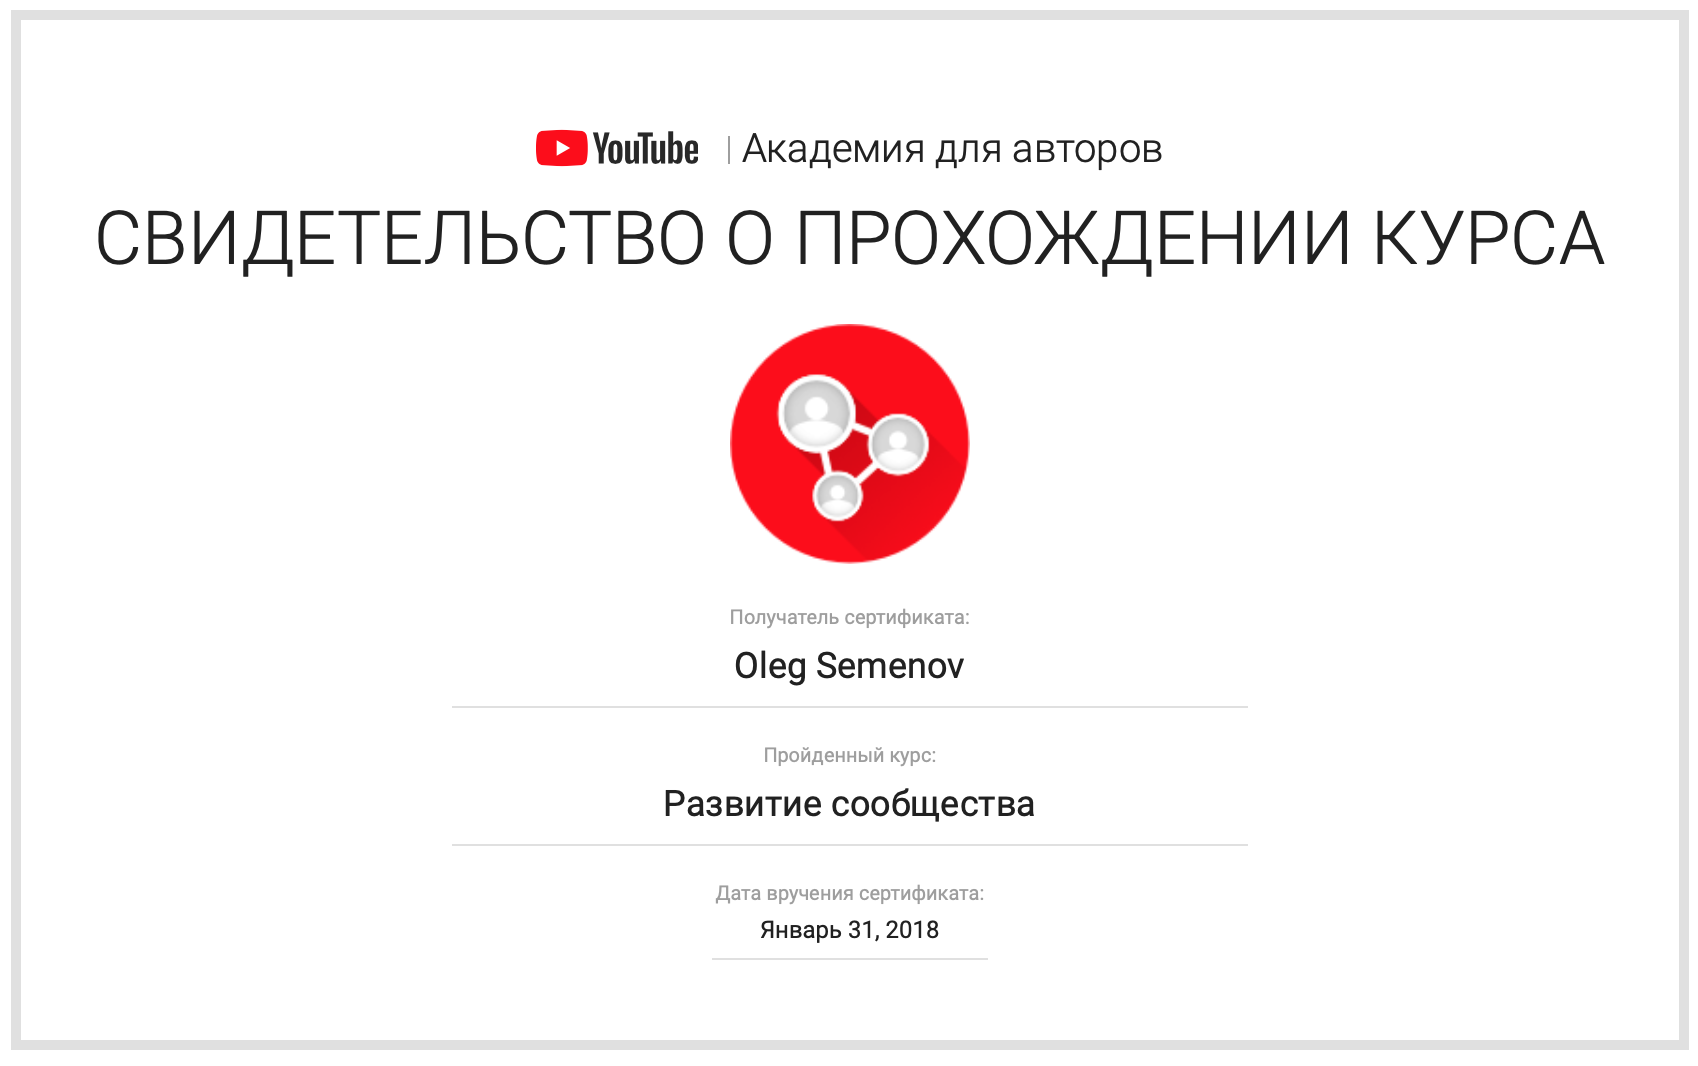 YouTube | Академия для авторов
СВИДЕТЕЛЬСТВО О ПРОХОЖДЕНИИ КУРСА
Получатель сертификата:
Oleg Semenov
Пройденный курс:
Развитие сообщества
Дата вручения сертификата:
Январь 31, 2018